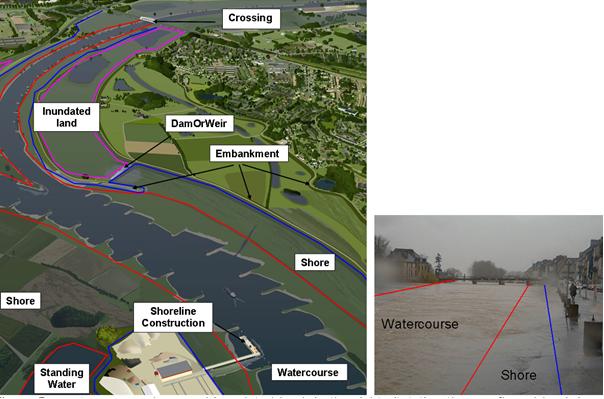 Crossing
Inundated
land
DamOrWeir
Embankment
Shore
Shore
Shoreline
Construction
Standing
Water
Watercourse
Watercourse
Shore